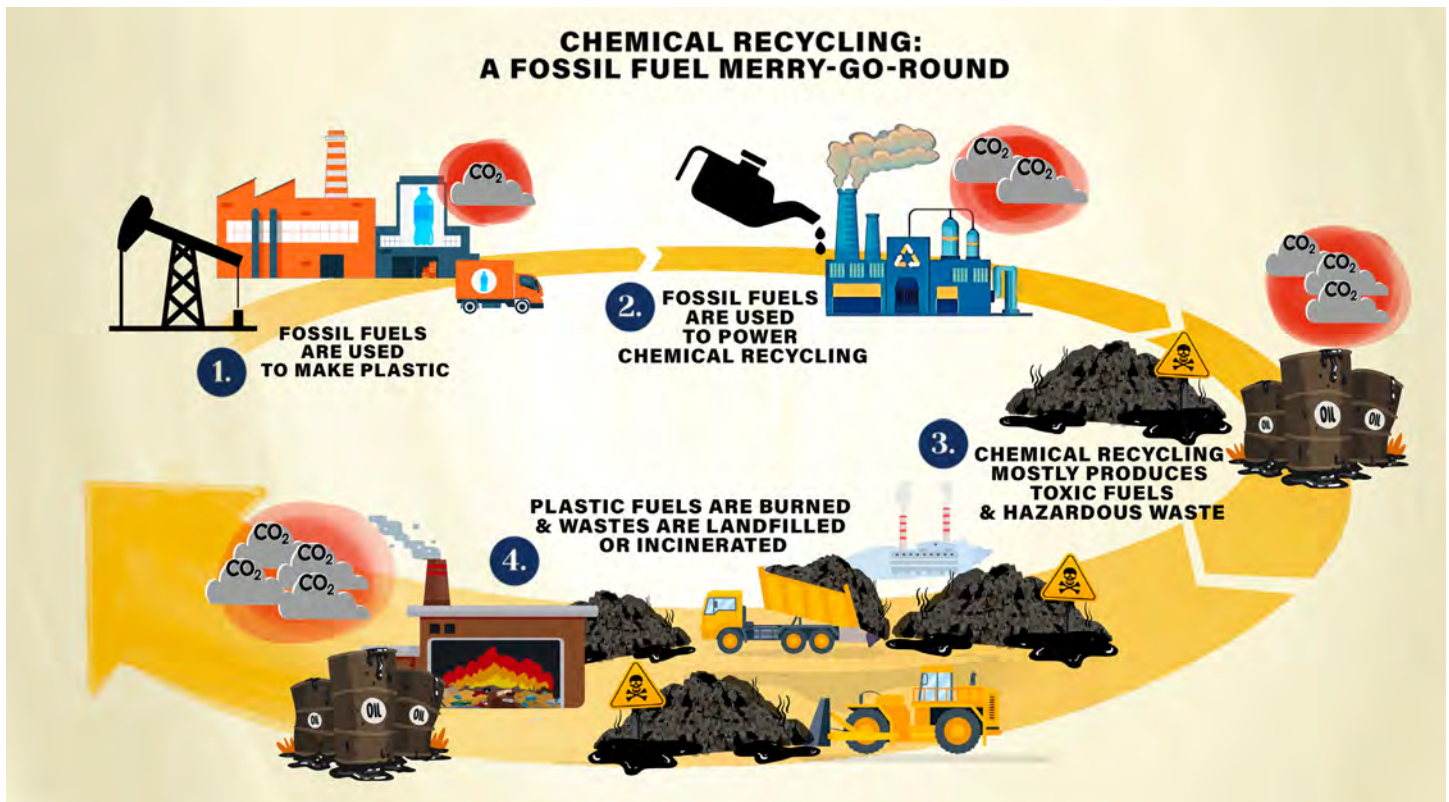 CHEMICAL RECYCLING:
A FOSSIL FUEL MERRY-GO-ROUND
CO₂
1.
FOSSIL FUELS
ARE USED
TO MAKE PLASTIC
CO₂
CO₂
2.
FOSSIL FUELS
ARE USED
TO POWER
CHEMICAL RECYCLING
CO₂
CO₂
CO₂
OIL
OIL
OIL
3.
CHEMICAL RECYCLING
MOSTLY PRODUCES
TOXIC FUELS
& HAZARDOUS WASTE
4.
PLASTIC FUELS ARE BURNED
& WASTES ARE LANDFILLED
OR INCINERATED
CO₂
CO₂
CO₂
CO₂
OIL
OIL
OIL